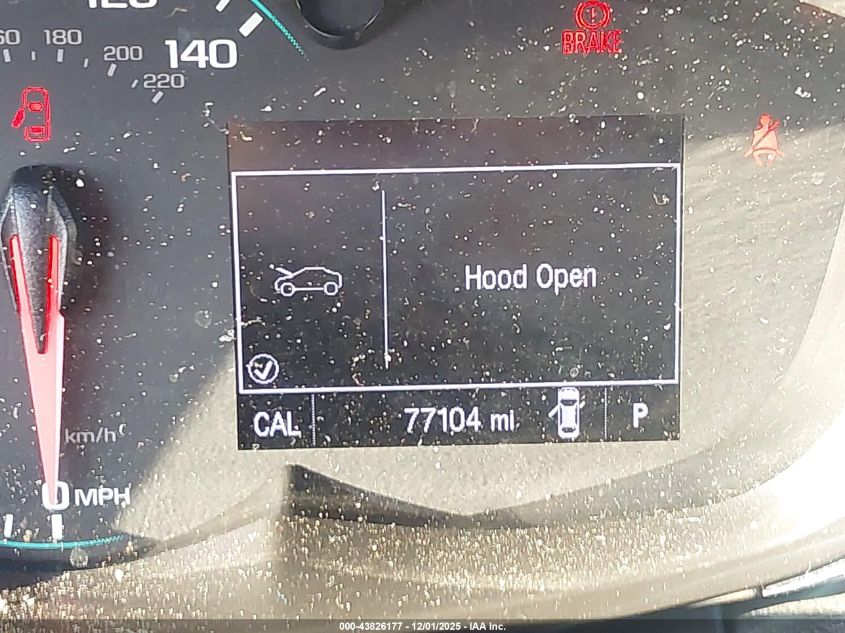 120
140
180
200
220
BRAKE
Hood Open
CAL
77104 mi
P
km/h
0 MPH
000-43826177 - 12/01/2025 - IAA Inc.